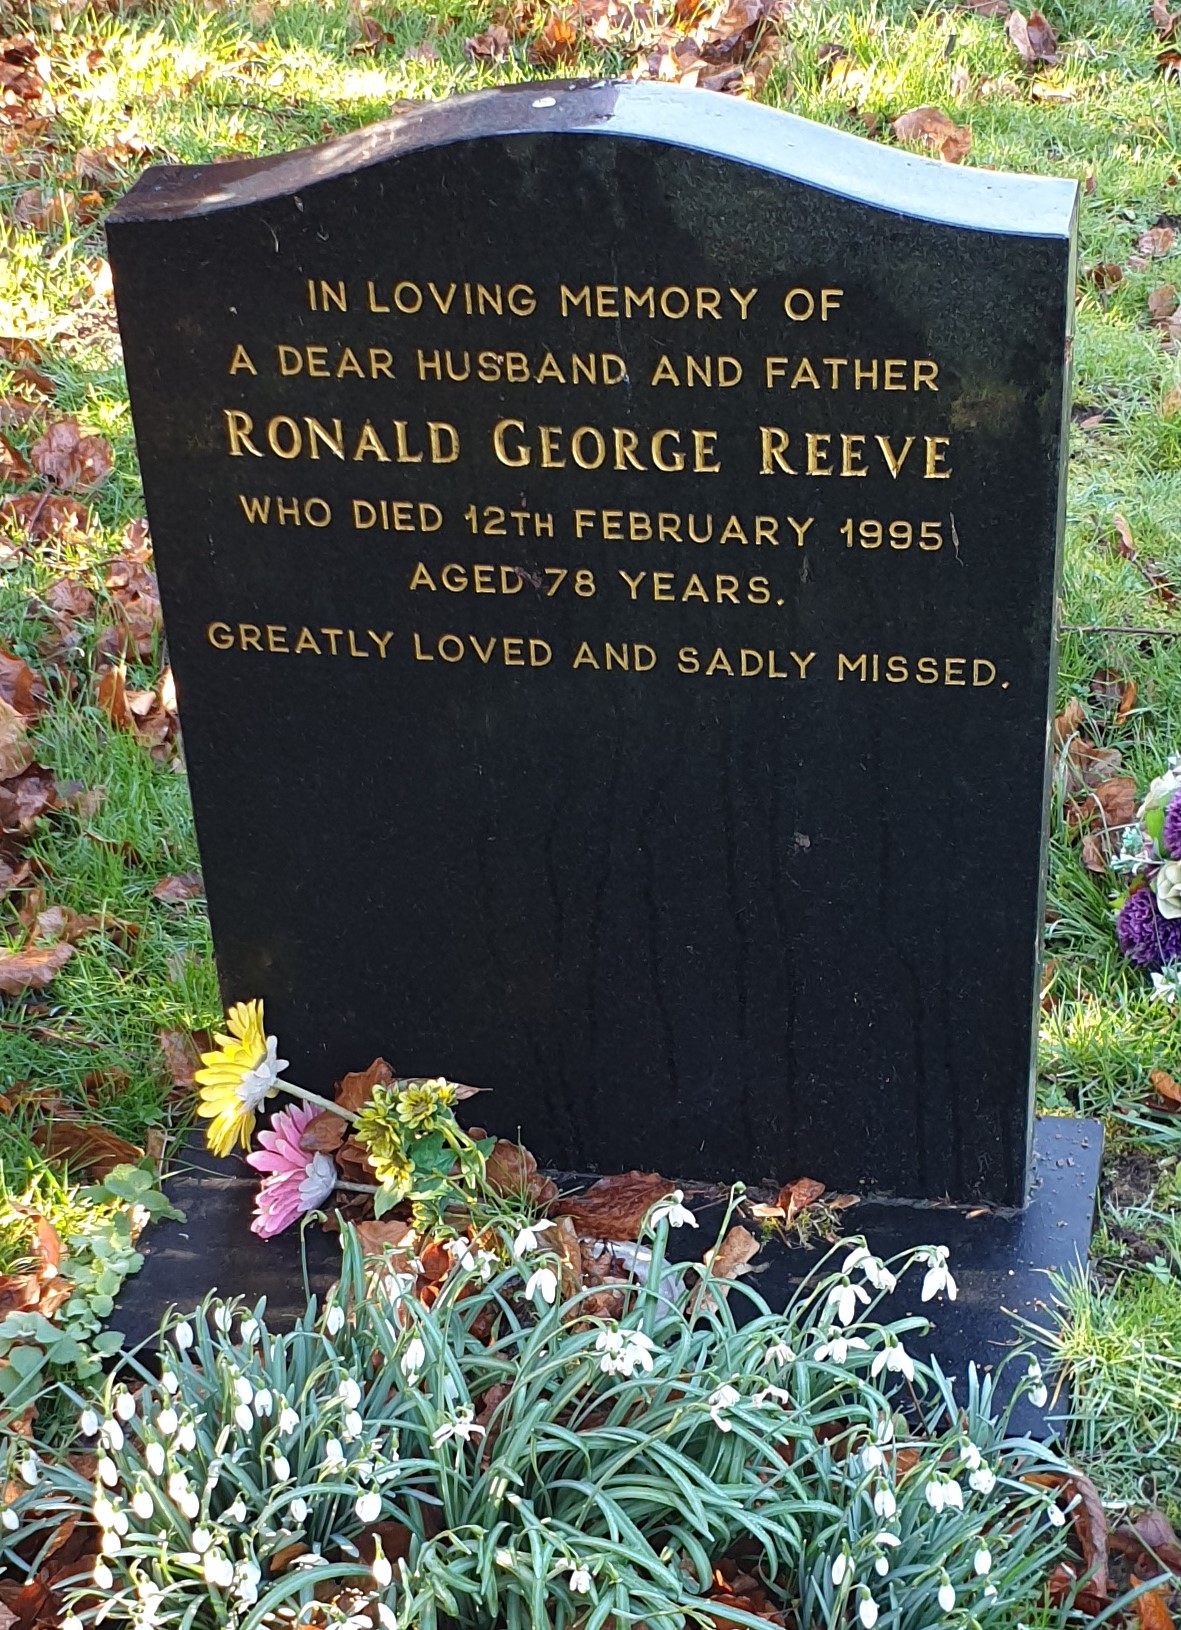 IN LOVING MEMORY OF
A DEAR HUSBAND AND FATHER
RONALD GEORGE REEVE
WHO DIED 12TH FEBRUARY 1995
AGED 78 YEARS.
GREATLY LOVED AND SADLY MISSED.